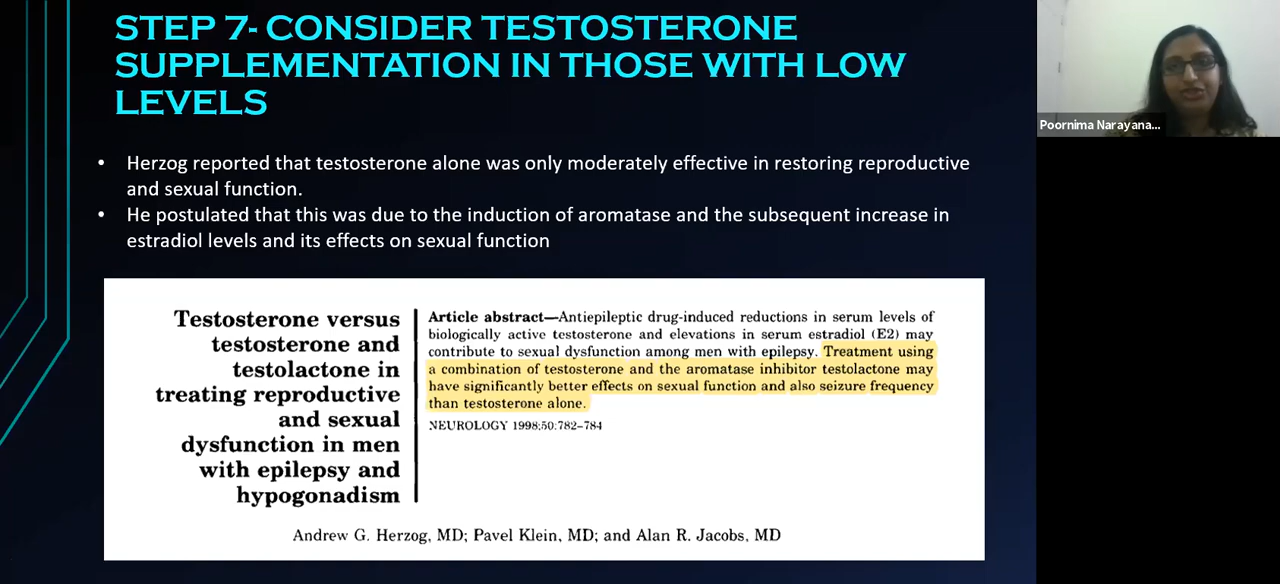 STEP 7- CONSIDER TESTOSTERONE
SUPPLEMENTATION IN THOSE WITH LOW
LEVELS
• Herzog reported that testosterone alone was only moderately effective in restoring reproductive
and sexual function.
• He postulated that this was due to the induction of aromatase and the subsequent increase in
estradiol levels and its effects on sexual function
Testosterone versus
testosterone and
testolactone in
treating reproductive
and sexual
dysfunction in men
with epilepsy and
hypogonadism
Article abstract—Antiepileptic drug-induced reductions in serum levels of
biologically active testosterone and elevations in serum estradiol (E2) may
contribute to sexual dysfunction among men with epilepsy. Treatment using
a combination of testosterone and the aromatase inhibitor testolactone may
have significantly better effects on sexual function and also seizure frequency
than testosterone alone.
NEUROLOGY 1998;50:782–784
Andrew G. Herzog, MD; Pavel Klein, MD; and Alan R. Jacobs, MD
Poornima Narayana...